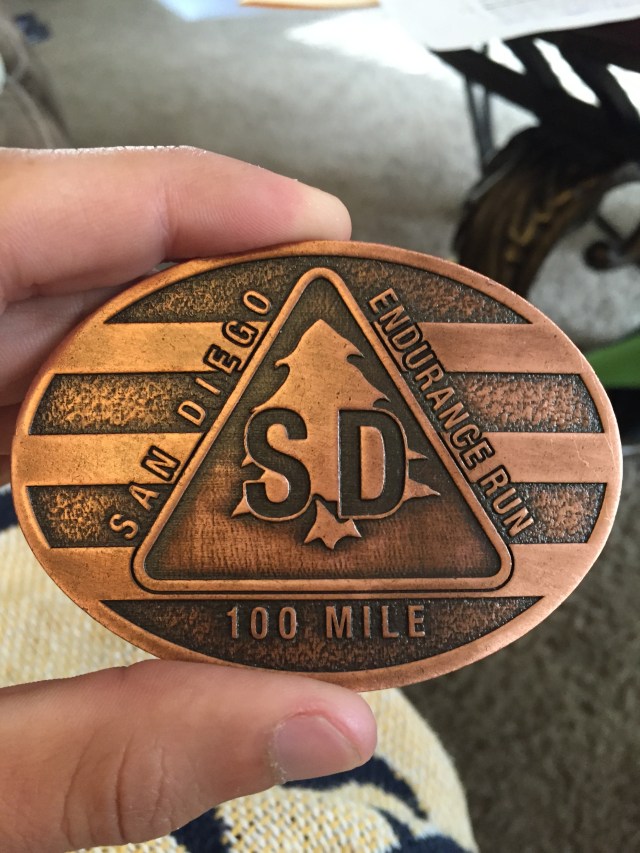 SAN DIEGO
ENDURANCE RUN
SD
100 MILE